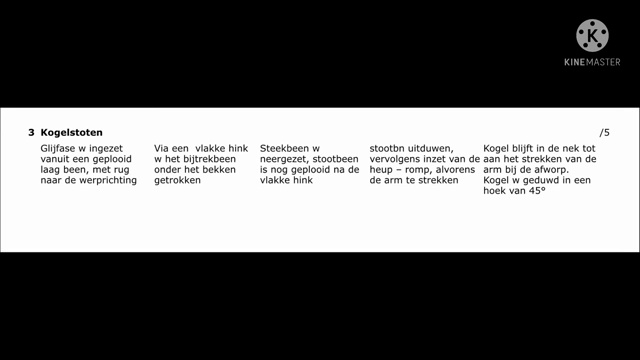 K
KINEMASTER
3 Kogelstoten /5
Glijfase w ingezet
vanuit een geplooid
laag been, met rug
naar de werprichting
Via een vlakke hink
w het bijtrekbeen
onder het bekken
getrokken
Steekbeen w
neergezet, stootbeen
is nog geplooid na de
vlakke hink
stootbn uitduwen,
vervolgens inzet van de
heup – romp, alvorens
de arm te strekken
Kogel blijft in de nek tot
aan het strekken van de
arm bij de afworp.
Kogel w geduwd in een
hoek van 45°